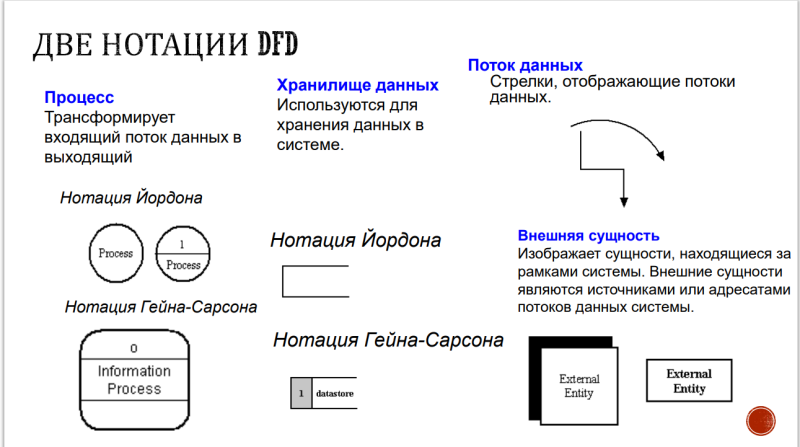 ДВЕ НОТАЦИИ DFD
Процесс
Трансформирует
входящий поток данных в
выходящий
Нотация Йордона
Process
1
Process
Нотация Гейна-Сарсона
0
Information
Process
Хранилище данных
Используются для
хранения данных в
системе.
Нотация Йордона
Нотация Гейна-Сарсона
1 datastore
Поток данных
Стрелки, отображающие потоки
данных.
Внешняя сущность
Изображает сущности, находящиеся за
рамками системы. Внешние сущности
являются источниками или адресатами
потоков данных системы.
External
Entity
External
Entity